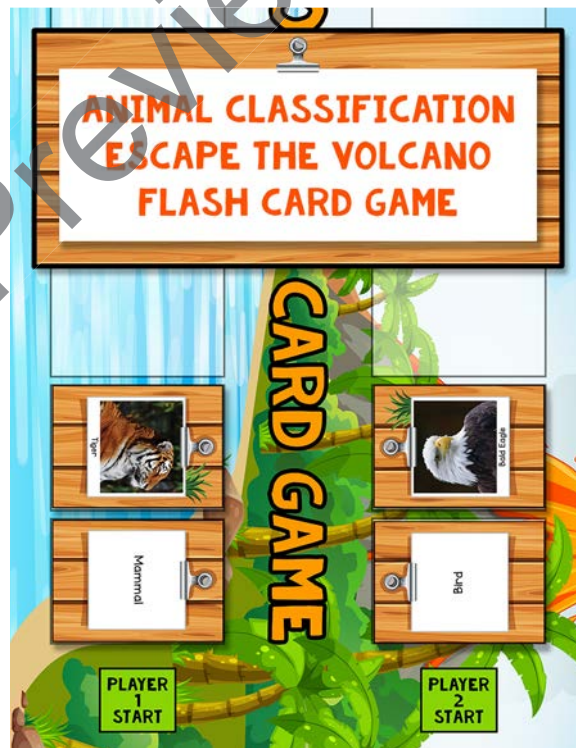 ANIMAL CLASSIFICATION
ESCAPE THE VOLCANO
FLASH CARD GAME
CARD GAME
Tiger
Bald Eagle
Mammal
Bird
PLAYER
1
START
PLAYER
2
START